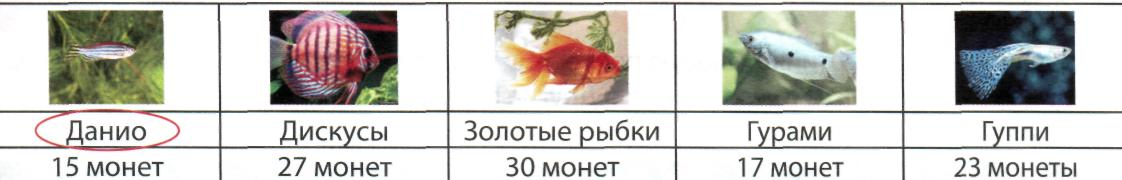 Данио Дискусы Золотые рыбки Гурами Гуппи
15 монет 27 монет 30 монет 17 монет 23 монеты